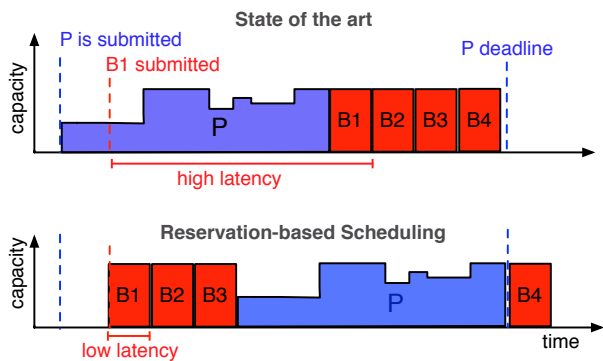 State of the art
P is submitted
P deadline
B1 submitted
capacity
P
B1
B2
B3
B4
high latency
Reservation-based Scheduling
capacity
B1
B2
B3
P
B4
low latency
time